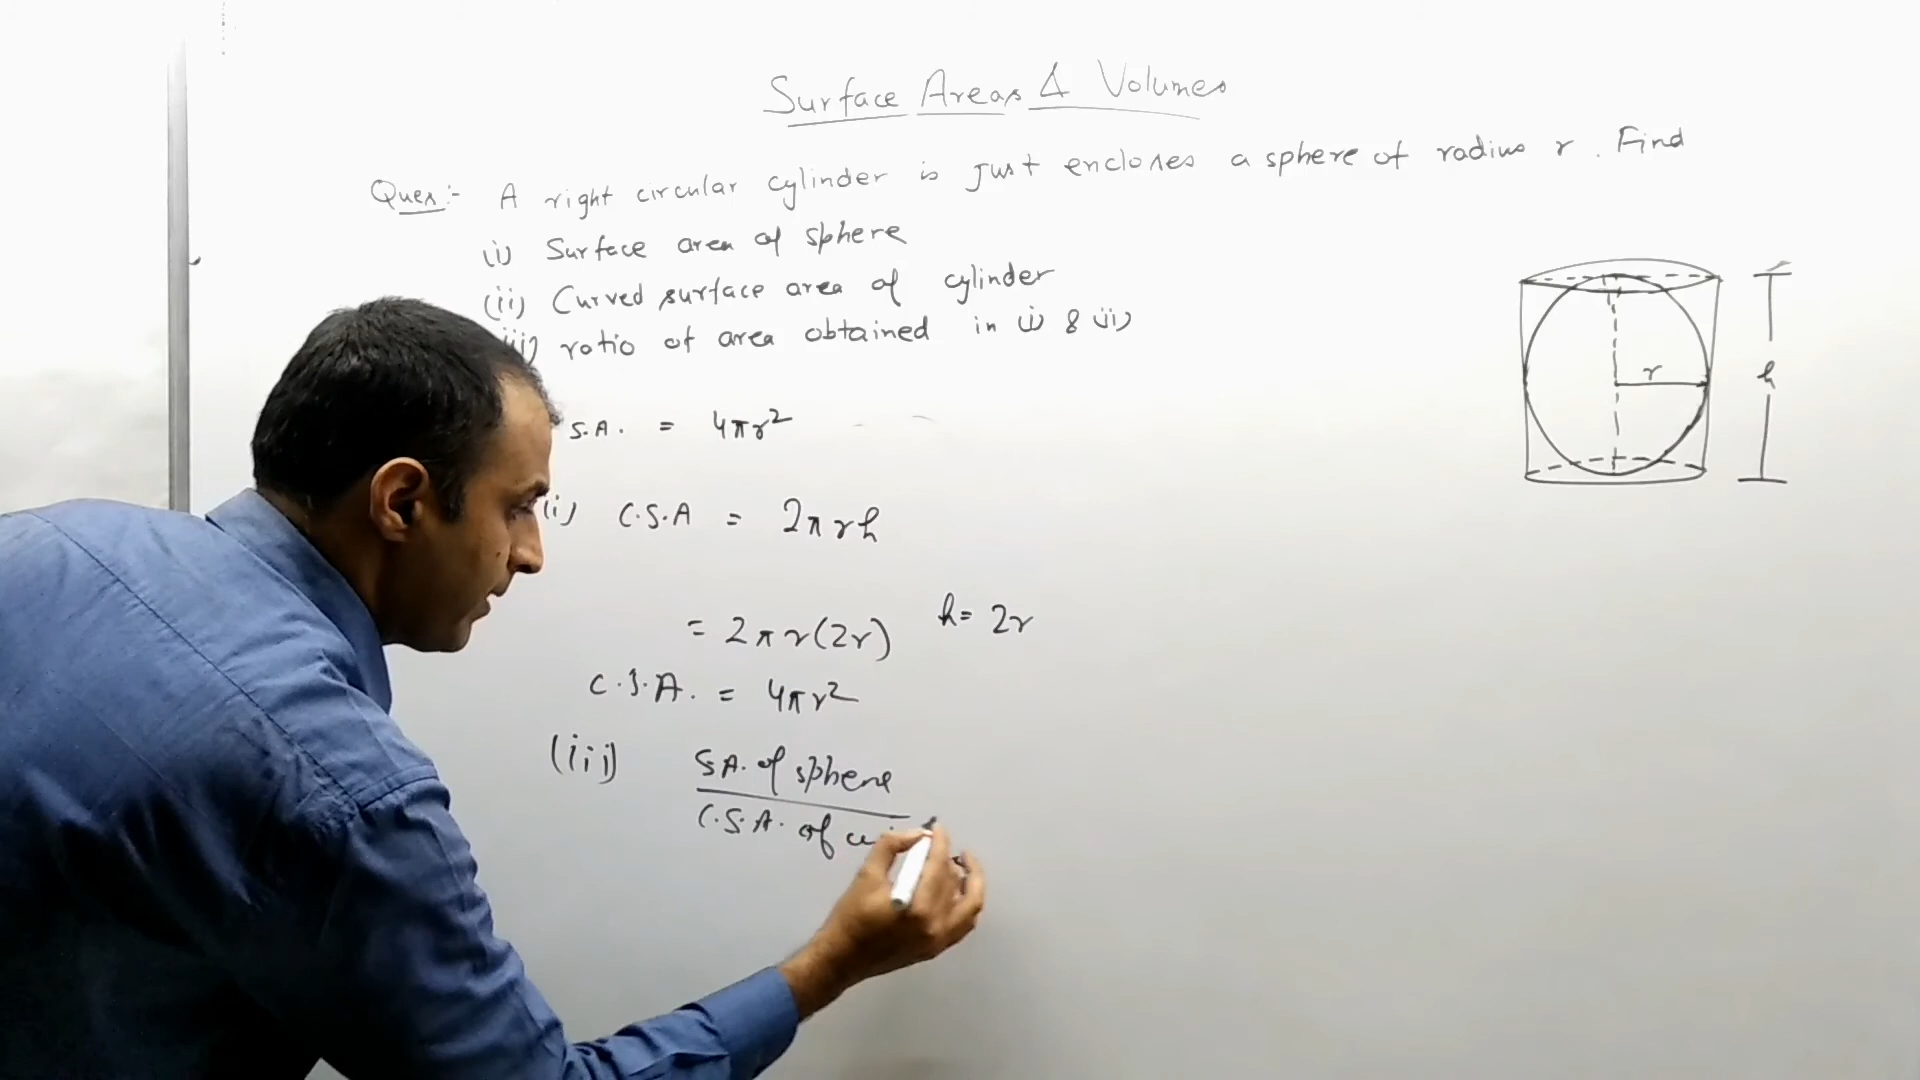 Surface Areas & Volumes
Ques:- A right circular cylinder is just encloses a sphere of radius r. Find
(i) Surface area of sphere
(ii) Curved surface area of cylinder
iii) ratio of area obtained in (i) & (ii)
S.A. = 4πr²
(i) C.S.A = 2πrh
= 2πr(2r) h = 2r
C.S.A. = 4πr²
(iii) S.A. of sphere
C.S.A. of
r
h